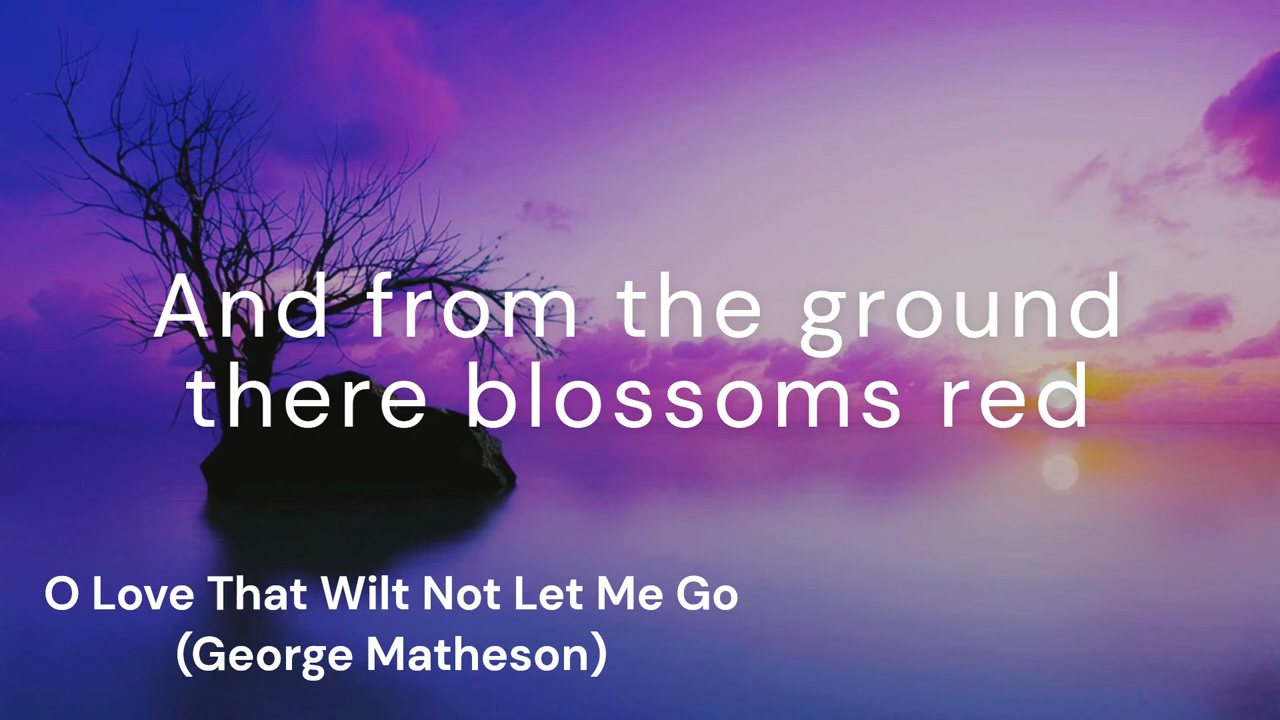 And from the ground
there blossoms red
O Love That Wilt Not Let Me Go
(George Matheson)